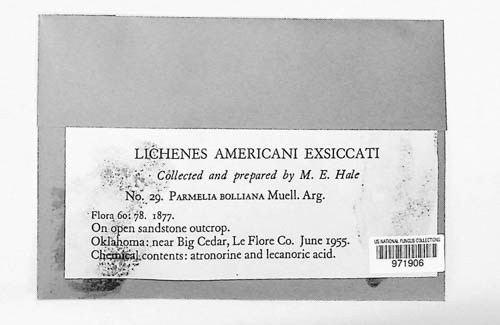 LICHENES AMERICANI EXSICCATI
Collected and prepared by M. E. Hale
No. 29. PARMELIA BOLLIANA Muell. Arg.
Flora 60: 78. 1877.
On open sandstone outcrop.
Oklahoma: near Big Cedar, Le Flore Co. June 1955.
Chemical contents: atronorine and lecanoric acid.
US NATIONAL FUNGUS COLLECTIONS
971906